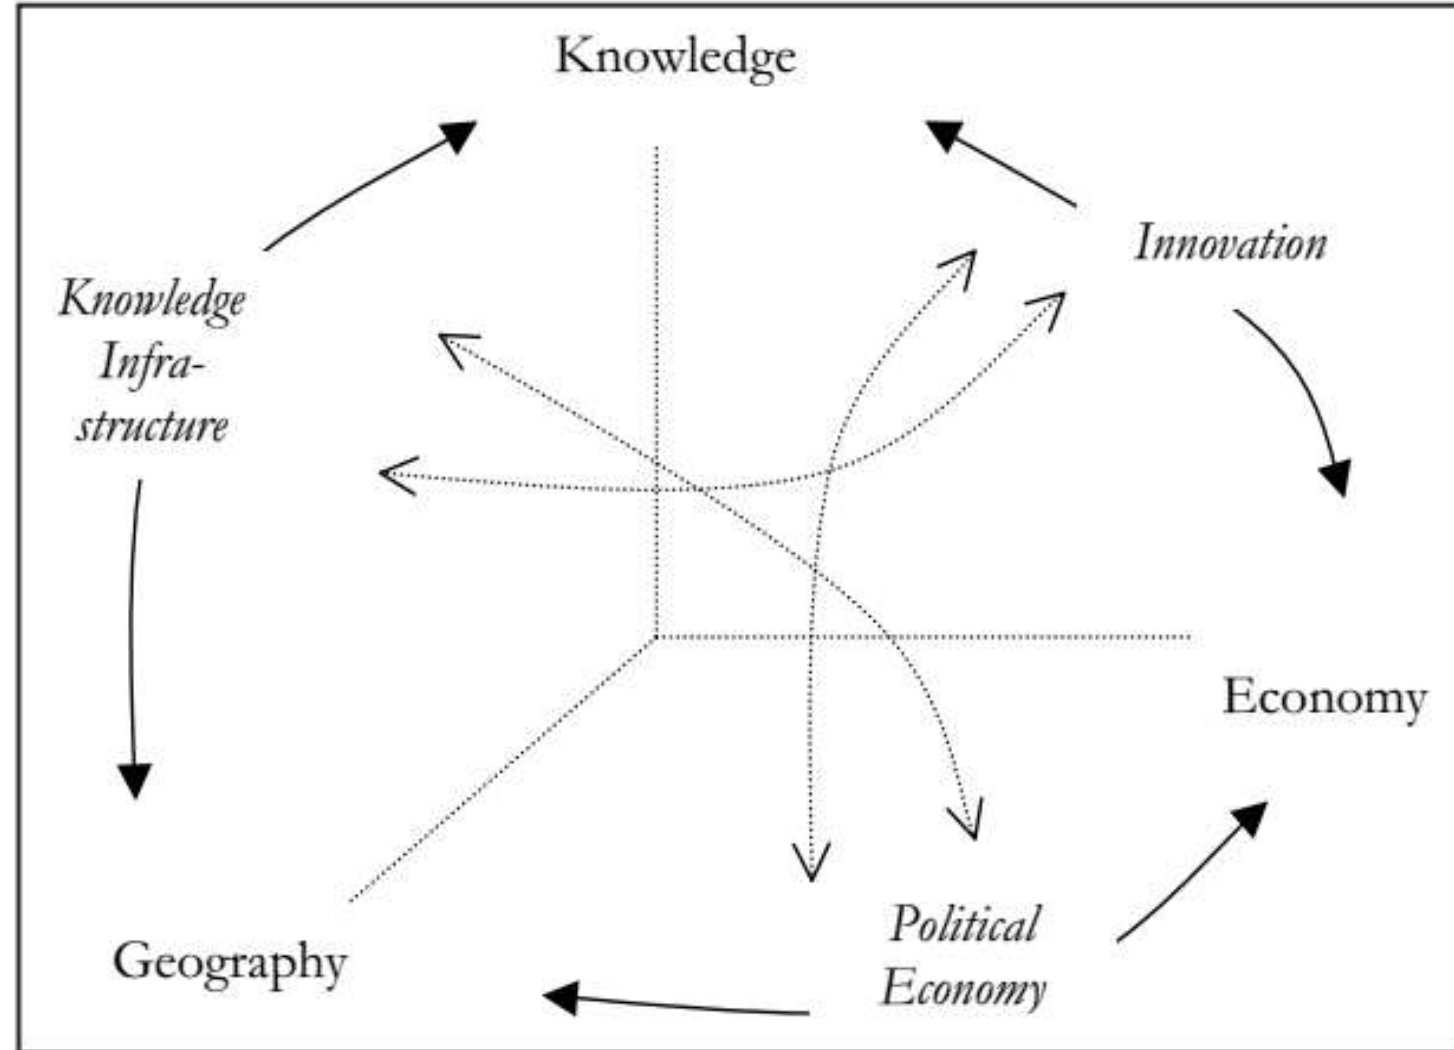 Knowledge
Innovation
Knowledge
Infra-
structure
Economy
Political
Economy
Geography